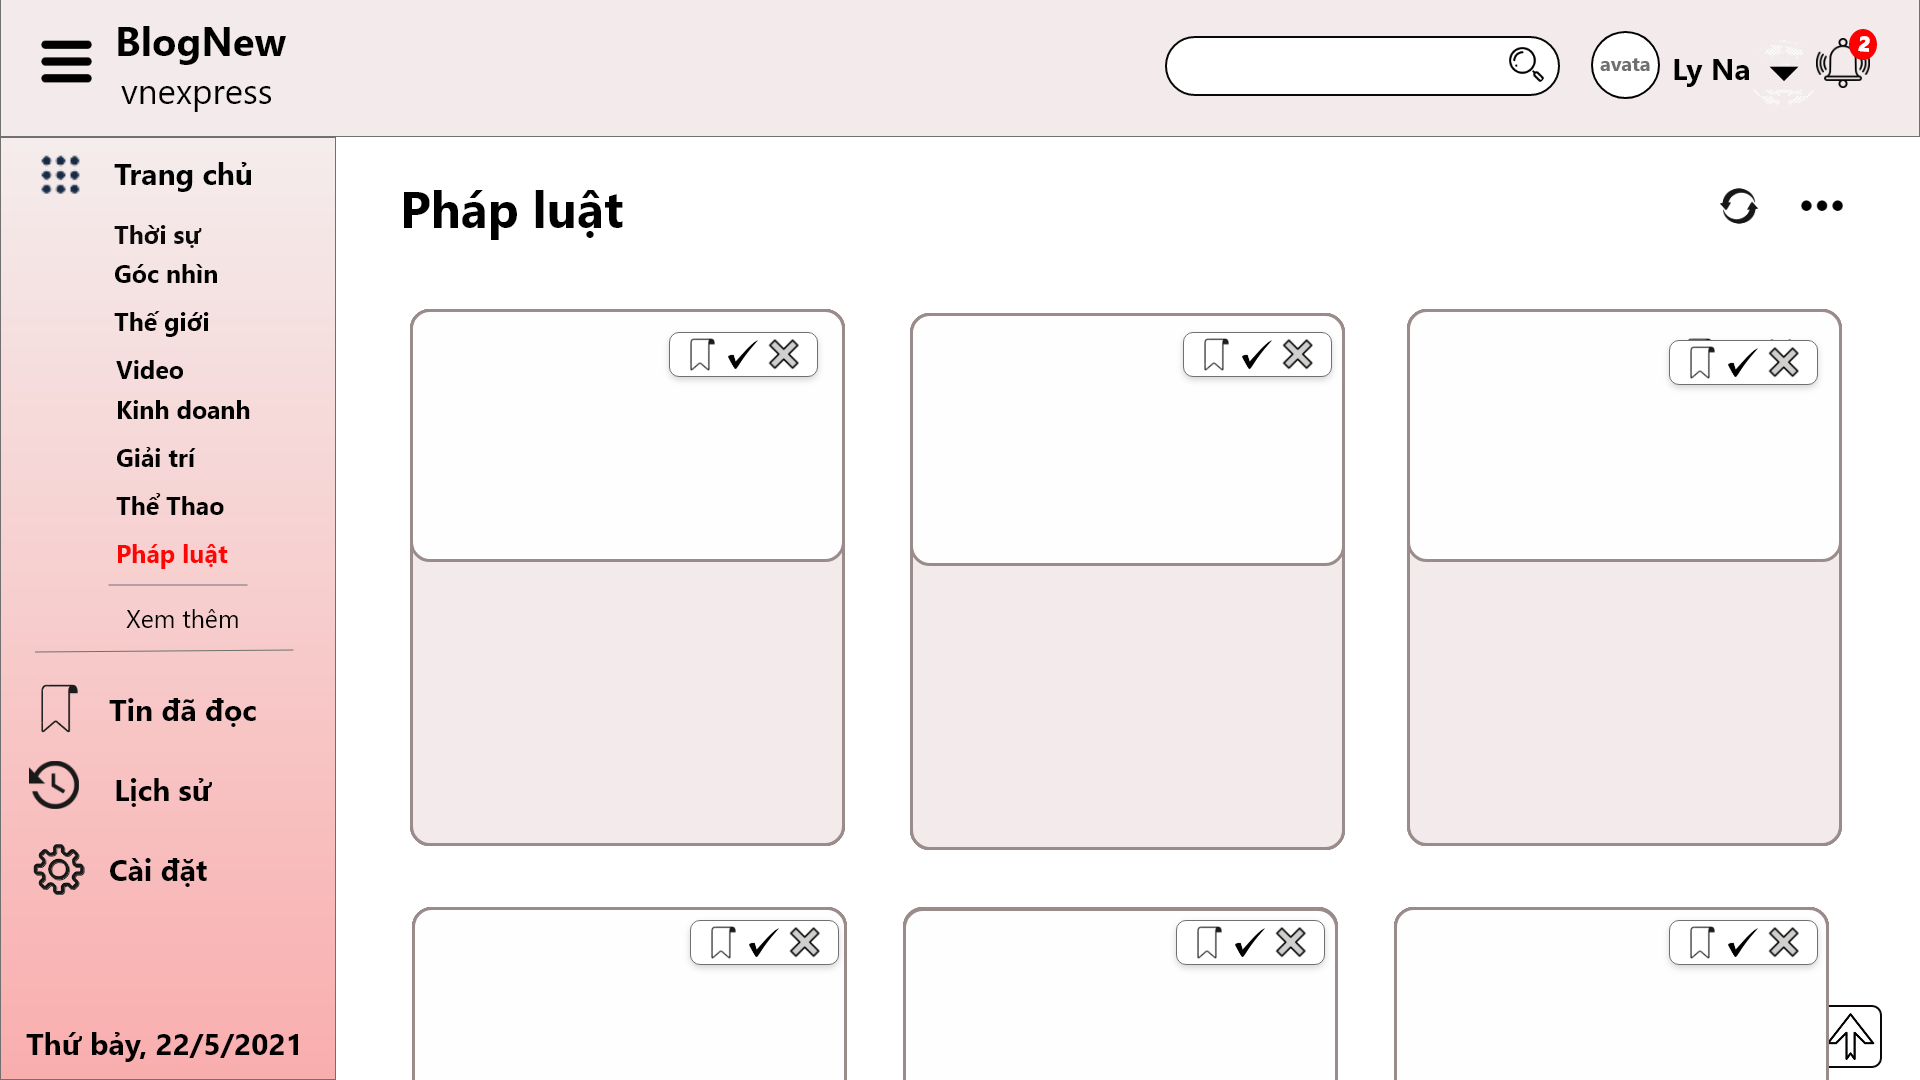 BlogNew
vnexpress
avata
Ly Na
2
Trang chủ
Thời sự
Góc nhìn
Thế giới
Video
Kinh doanh
Giải trí
Thể Thao
Pháp luật
Xem thêm
Tin đã đọc
Lịch sử
Cài đặt
Thứ bảy, 22/5/2021
Pháp luật